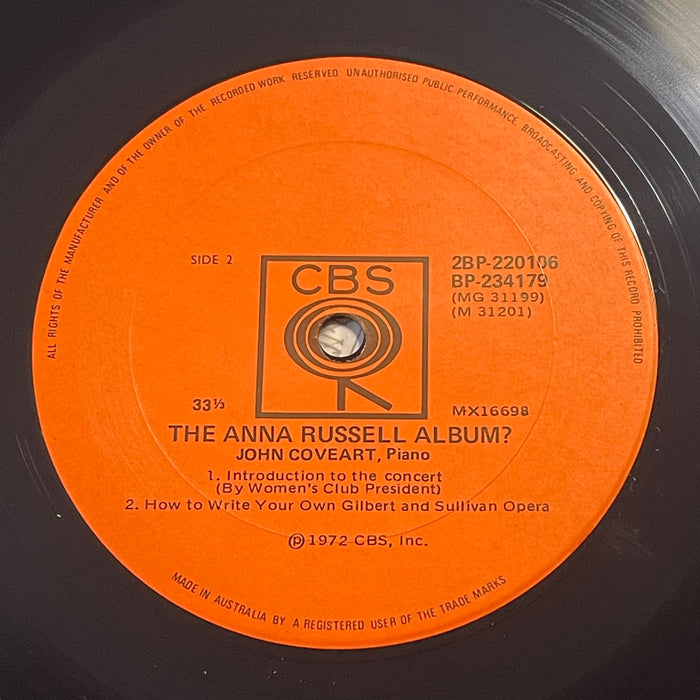 ALL RIGHTS OF THE MANUFACTURER AND OF THE OWNER OF THE RECORDED WORK RESERVED. UNAUTHORISED PUBLIC PERFORMANCE BROADCASTING AND COPYING OF THIS RECORD PROHIBITED
SIDE 2
CBS
2BP-220106
BP-234179
(MG 31199)
(M 31201)
33⅓
MX16698
THE ANNA RUSSELL ALBUM?
JOHN COVEART, Piano
1. Introduction to the concert
(By Women's Club President)
2. How to Write Your Own Gilbert and Sullivan Opera
℗ 1972 CBS, Inc.
MADE IN AUSTRALIA BY A REGISTERED USER OF THE TRADE MARKS